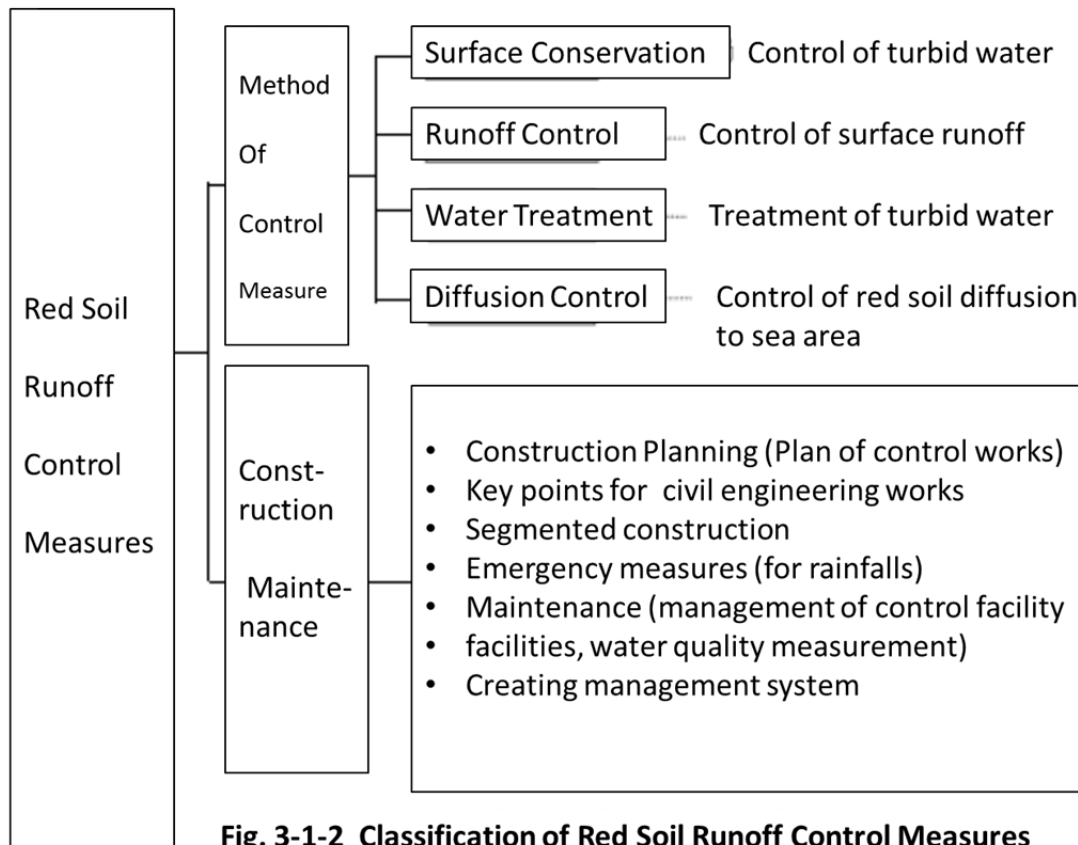 Red Soil
Runoff
Control
Measures
Method
Of
Control
Measure
Surface Conservation Control of turbid water
Runoff Control Control of surface runoff
Water Treatment Treatment of turbid water
Diffusion Control Control of red soil diffusion
to sea area
Const-
ruction
Mainte-
nance
• Construction Planning (Plan of control works)
• Key points for civil engineering works
• Segmented construction
• Emergency measures (for rainfalls)
• Maintenance (management of control facility
• facilities, water quality measurement)
• Creating management system
Fig. 3-1-2 Classification of Red Soil Runoff Control Measures